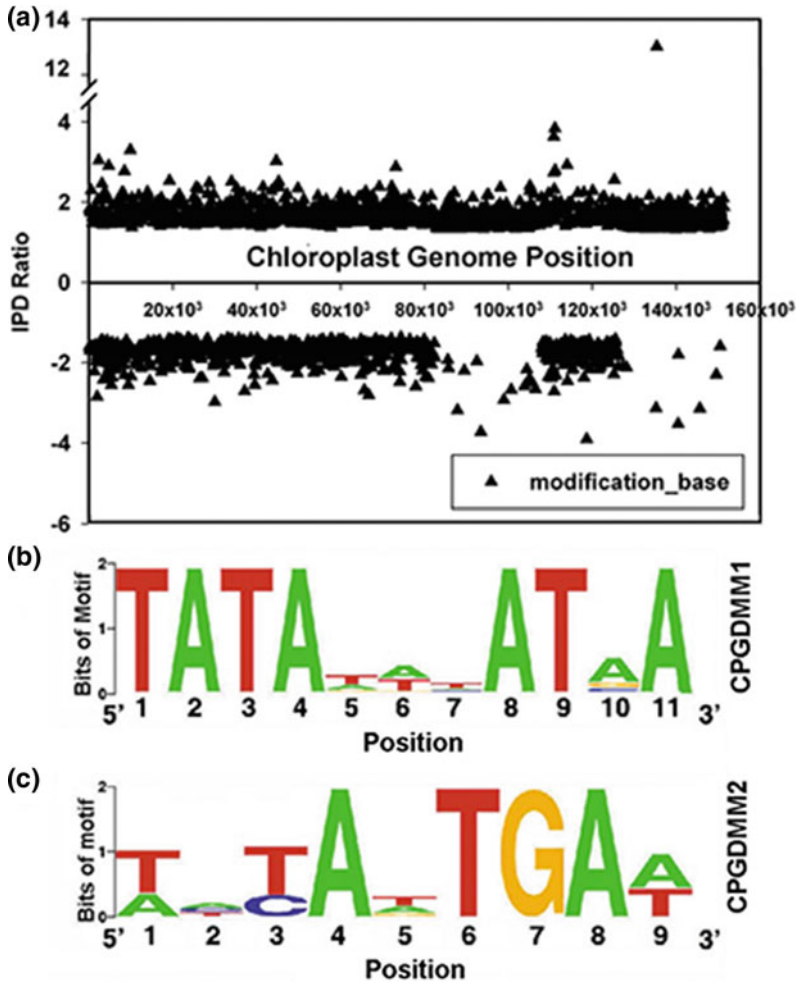 (a)
14
12
4
2
0
-2
-4
-6
IPD Ratio
Chloroplast Genome Position
20x10³ 40x10³ 60x10³ 80x10³ 100x10³ 120x10³ 140x10³ 160x10³
modification_base
(b)
Bits of Motif
2
1
0
TATA
T A
A T
T
AT
A
A
5' 1 2 3 4 5 6 7 8 9 10 11 3'
Position
CPGDMM1
(c)
Bits of motif
2
1
0
T A
A
T C
A
T A
TGA
A T
5' 1 2 3 4 5 6 7 8 9 3'
Position
CPGDMM2